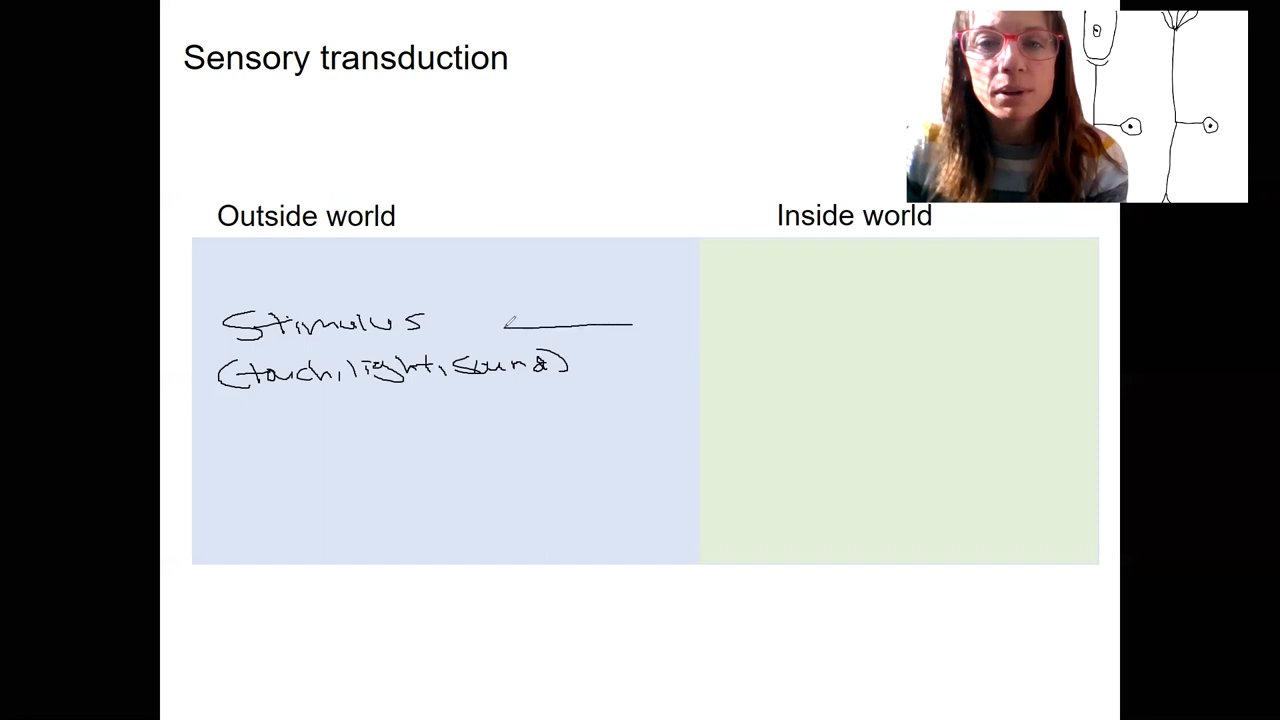 Sensory transduction
Outside world
Inside world
Stimulus
(touch, light, sound)